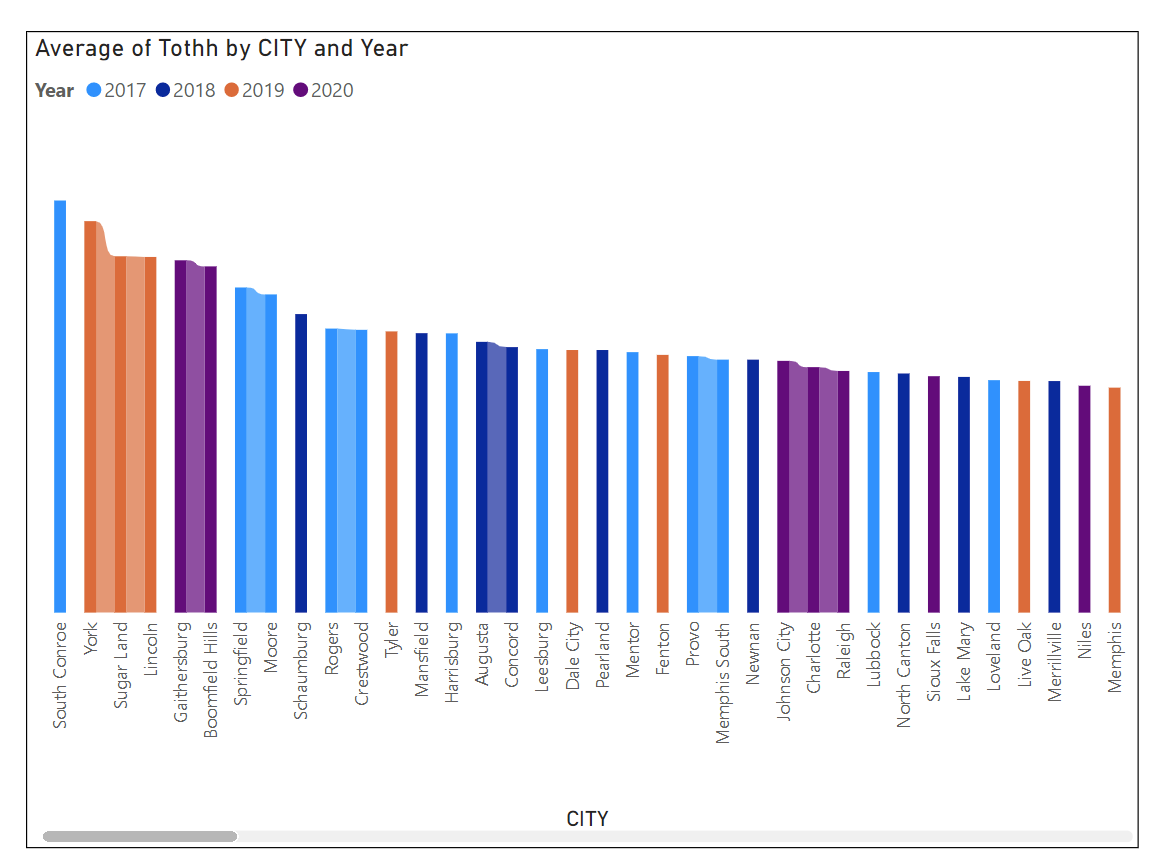 Average of Tothh by CITY and Year
Year 2017 2018 2019 2020
South Conroe
York
Sugar Land
Lincoln
Gaithersburg
Boomfield Hills
Springfield
Moore
Schaumburg
Rogers
Crestwood
Tyler
Mansfield
Harrisburg
Augusta
Concord
Leesburg
Dale City
Pearland
Mentor
Fenton
Provo
Memphis South
Newnan
Johnson City
Charlotte
Raleigh
Lubbock
North Canton
Sioux Falls
Lake Mary
Loveland
Live Oak
Merrillville
Niles
Memphis
CITY